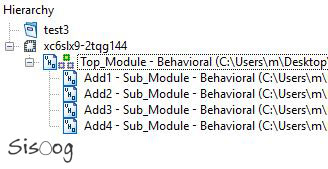 Hierarchy
test3
xc6slx9-2tqg144
Top_Module - Behavioral (C:\Users\m\Desktop
Add1 - Sub_Module - Behavioral (C:\Users\m\
Add2 - Sub_Module - Behavioral (C:\Users\m\
Add3 - Sub_Module - Behavioral (C:\Users\m\
Add4 - Sub_Module - Behavioral (C:\Users\m\
Sisoog